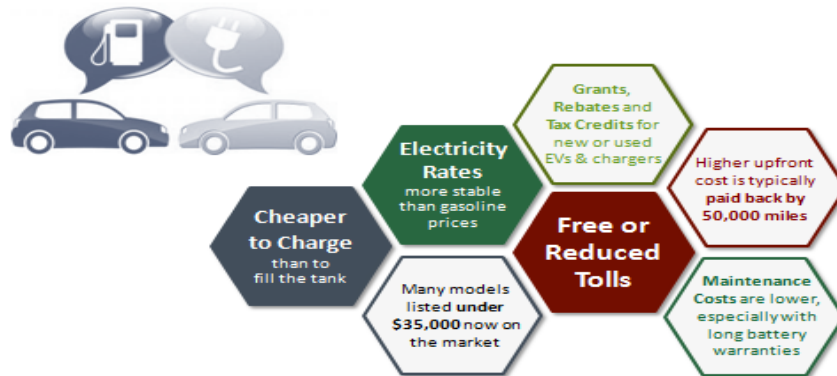 Cheaper
to Charge
than to
fill the tank
Electricity
Rates
more stable
than gasoline
prices
Many models
listed under
$35,000 now on
the market
Grants,
Rebates and
Tax Credits for
new or used
EVs & chargers
Free or
Reduced
Tolls
Higher upfront
cost is typically
paid back by
50,000 miles
Maintenance
Costs are lower,
especially with
long battery
warranties